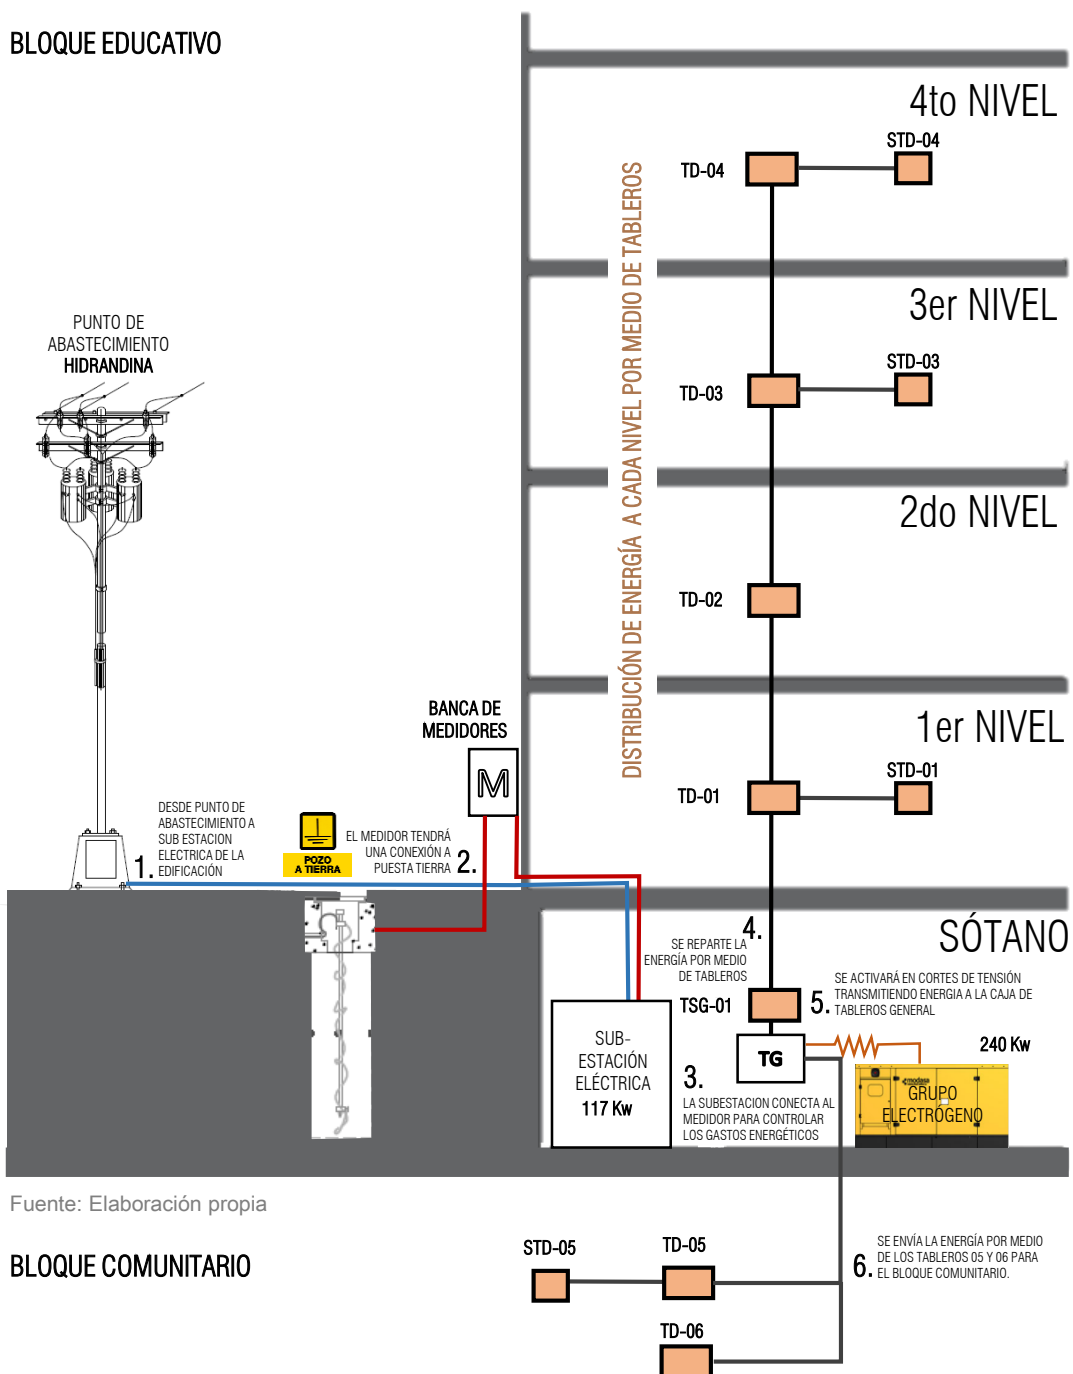 BLOQUE EDUCATIVO
4to NIVEL
STD-04
TD-04
DISTRIBUCIÓN DE ENERGÍA A CADA NIVEL POR MEDIO DE TABLEROS
3er NIVEL
PUNTO DE
ABASTECIMIENTO
HIDRANDINA
STD-03
TD-03
2do NIVEL
TD-02
BANCA DE
MEDIDORES
M
1er NIVEL
STD-01
TD-01
DESDE PUNTO DE
ABASTECIMIENTO A
SUB ESTACION
ELECTRICA DE LA
EDIFICACIÓN
1.
POZO
A TIERRA
EL MEDIDOR TENDRÁ
UNA CONEXIÓN A
PUESTA TIERRA
2.
SÓTANO
4.
SE REPARTE LA
ENERGÍA POR MEDIO
DE TABLEROS
TSG-01
5.
SE ACTIVARÁ EN CORTES DE TENSIÓN
TRANSMITIENDO ENERGIA A LA CAJA DE
TABLEROS GENERAL
SUB-
ESTACIÓN
ELÉCTRICA
117 Kw
TG
240 Kw
3.
LA SUBESTACION CONECTA AL
MEDIDOR PARA CONTROLAR
LOS GASTOS ENERGÉTICOS
modasa
GRUPO
ELECTRÓGENO
Fuente: Elaboración propia
BLOQUE COMUNITARIO
STD-05
TD-05
6.
SE ENVÍA LA ENERGÍA POR MEDIO
DE LOS TABLEROS 05 Y 06 PARA
EL BLOQUE COMUNITARIO.
TD-06